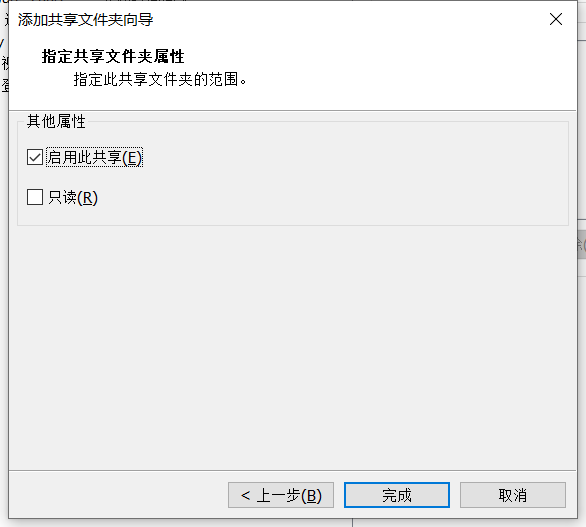 添加共享文件夹向导
指定共享文件夹属性
指定此共享文件夹的范围。
其他属性
启用此共享(E)
只读(R)
< 上一步(B)
完成
取消